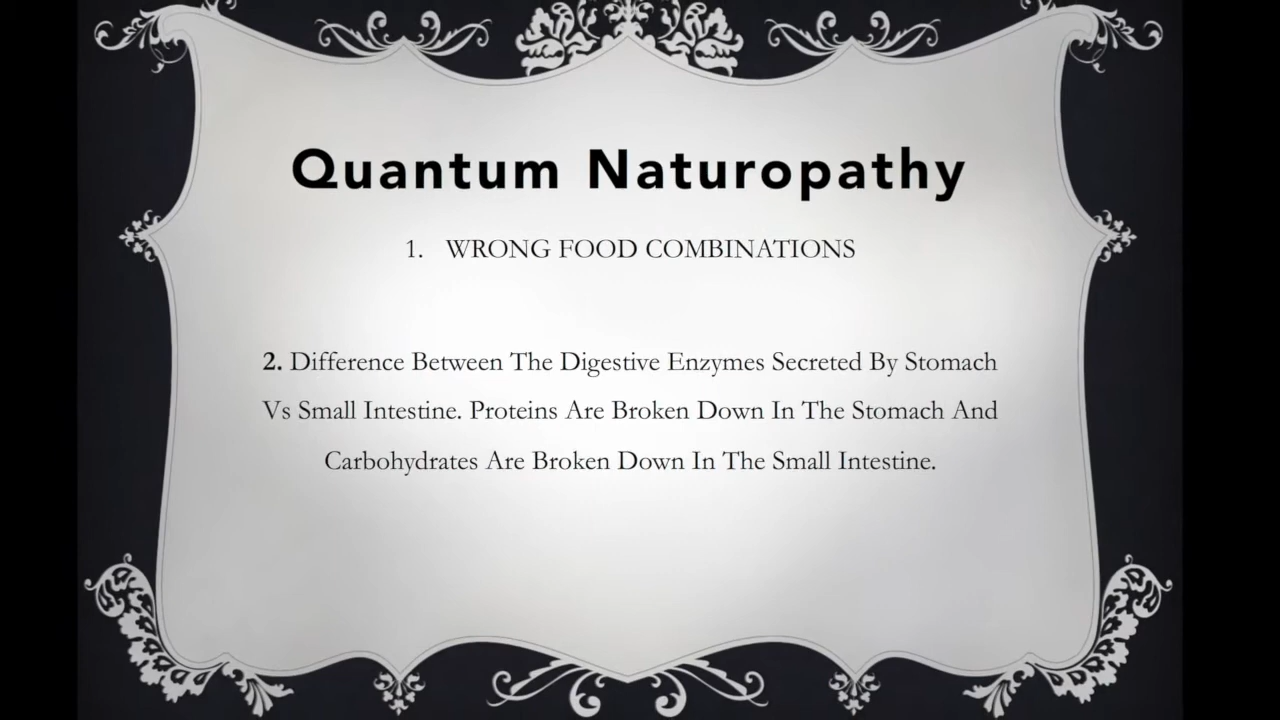 Quantum Naturopathy
1. WRONG FOOD COMBINATIONS
2. Difference Between The Digestive Enzymes Secreted By Stomach
Vs Small Intestine. Proteins Are Broken Down In The Stomach And
Carbohydrates Are Broken Down In The Small Intestine.